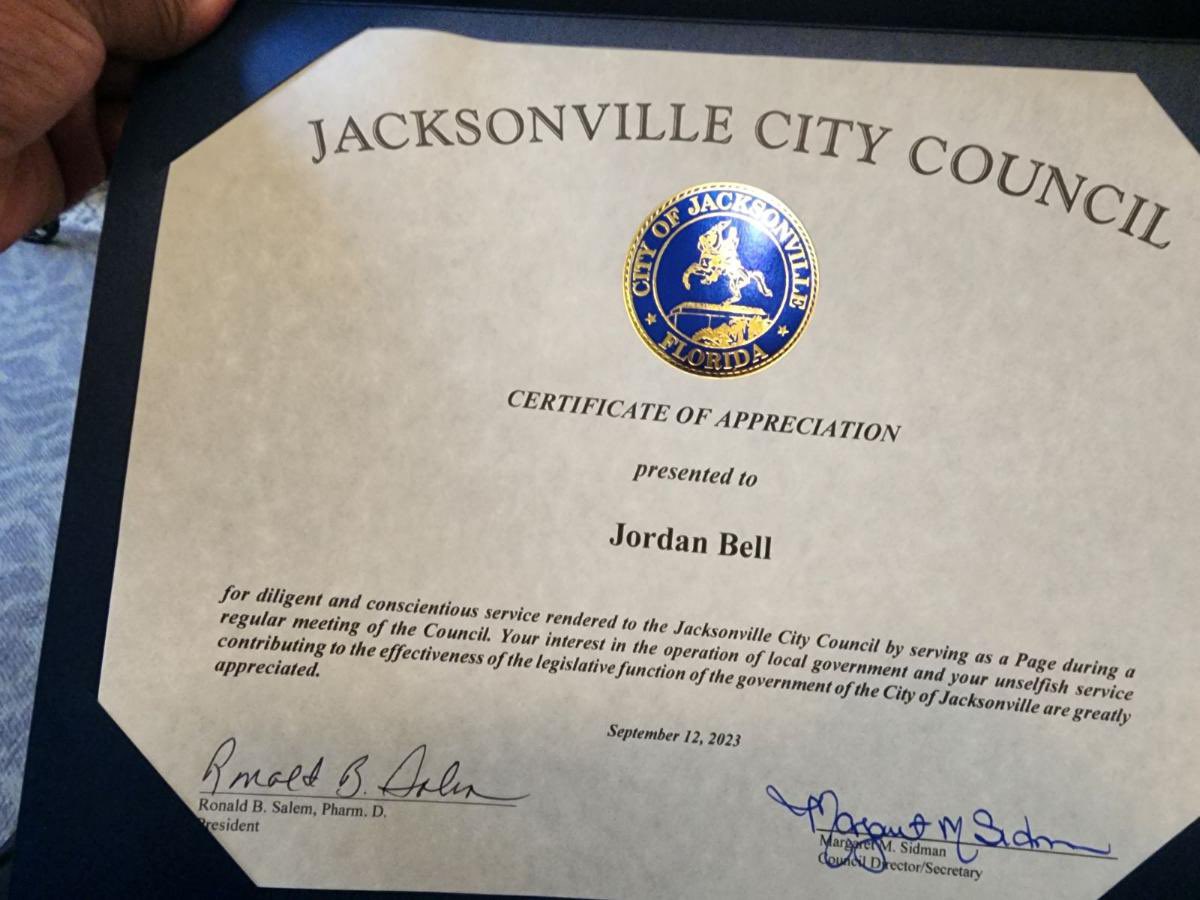 JACKSONVILLE CITY COUNCIL
CITY OF JACKSONVILLE
FLORIDA
CERTIFICATE OF APPRECIATION
presented to
Jordan Bell
for diligent and conscientious service rendered to the Jacksonville City Council by serving as a Page during a
regular meeting of the Council. Your interest in the operation of local government and your unselfish service
contributing to the effectiveness of the legislative function of the government of the City of Jacksonville are greatly
appreciated.
September 12, 2023
Ronald B. Salem
Ronald B. Salem, Pharm. D.
President
Margaret M Sidman
Margaret M. Sidman
Council Director/Secretary